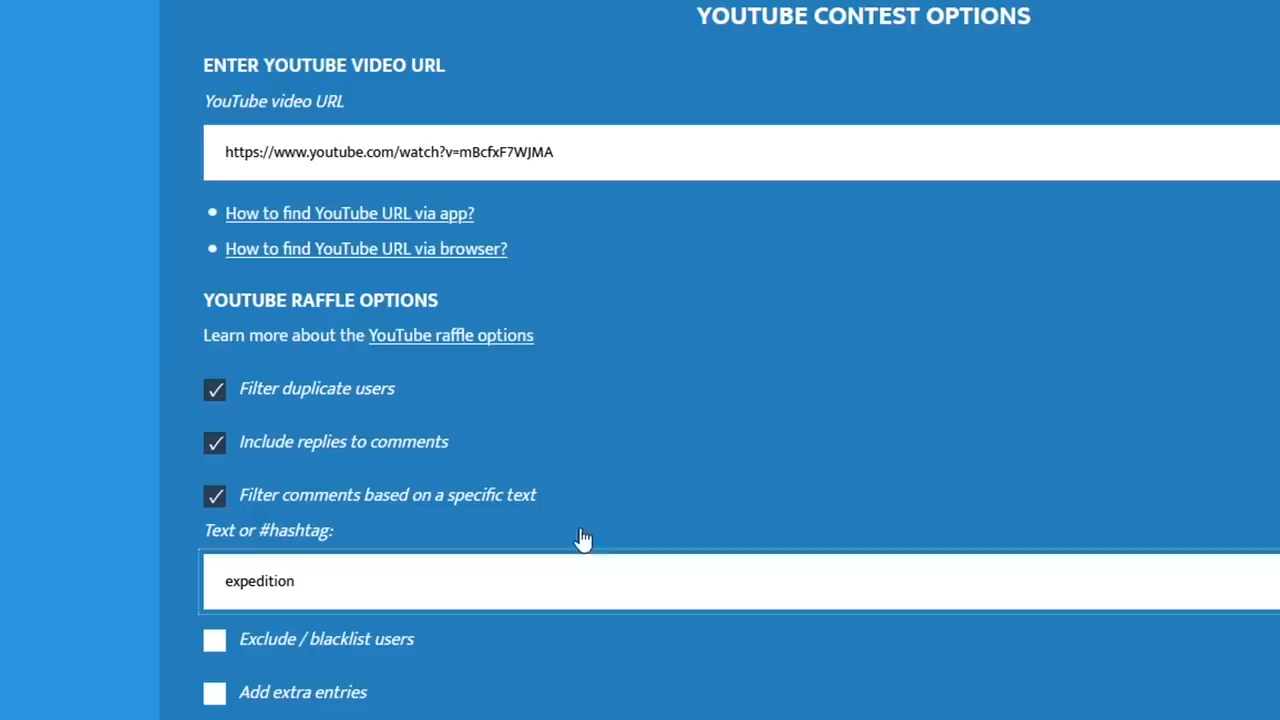 YOUTUBE CONTEST OPTIONS
ENTER YOUTUBE VIDEO URL
YouTube video URL
https://www.youtube.com/watch?v=mBcfxF7WJMA
How to find YouTube URL via app?
How to find YouTube URL via browser?
YOUTUBE RAFFLE OPTIONS
Learn more about the YouTube raffle options
Filter duplicate users
Include replies to comments
Filter comments based on a specific text
Text or #hashtag:
expedition
Exclude / blacklist users
Add extra entries